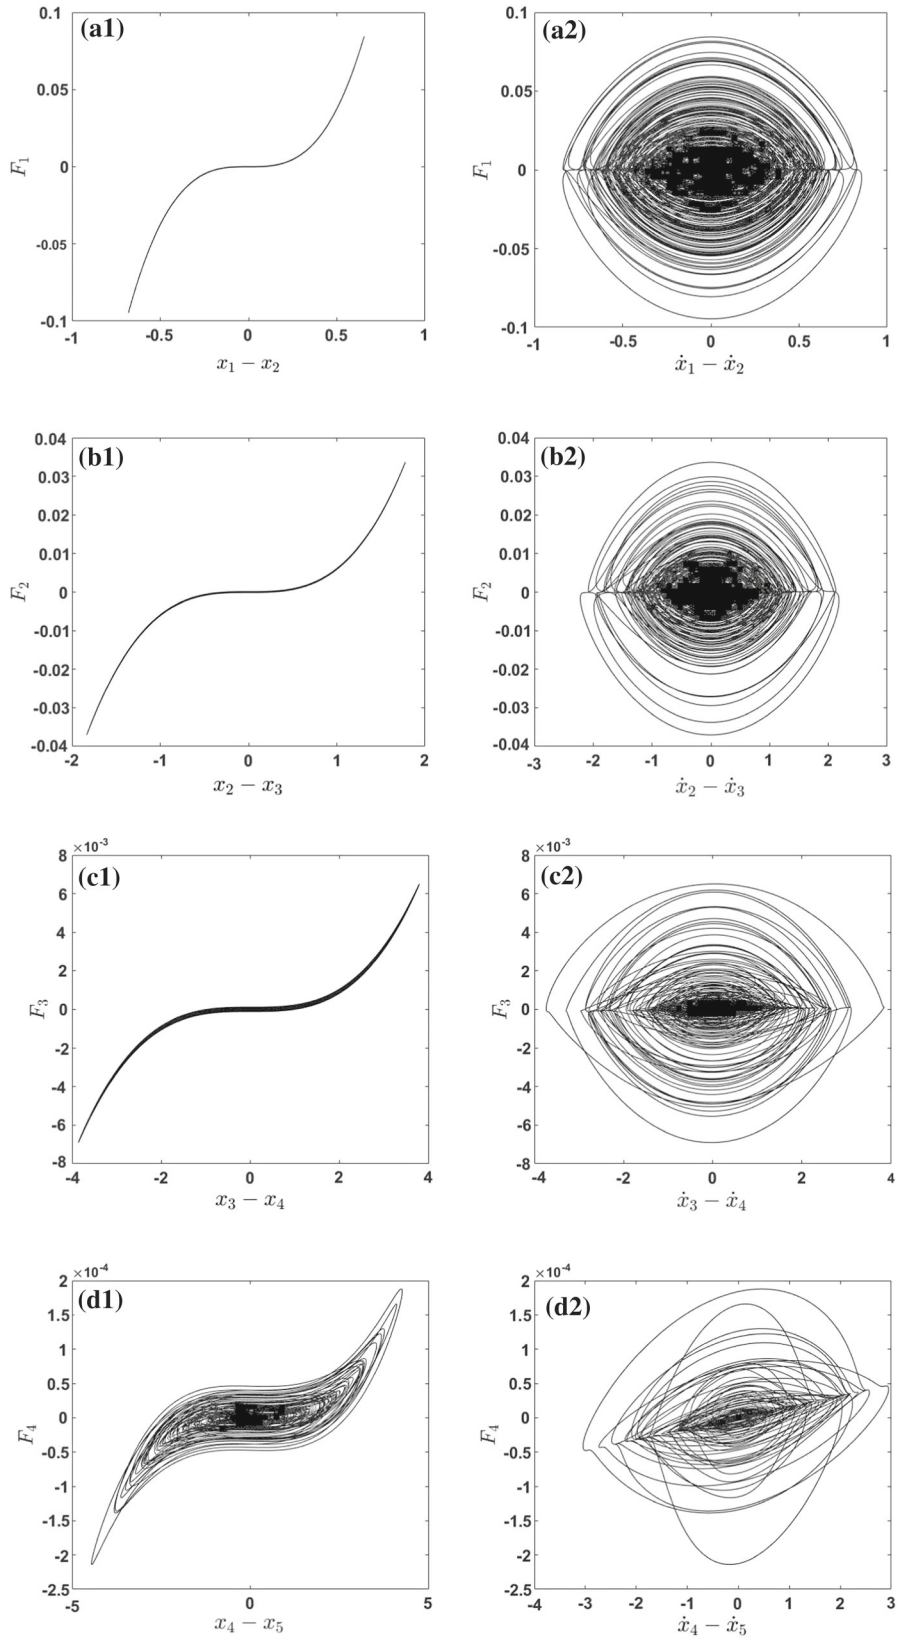 (a1)
0.1
0.05
0
-0.05
-0.1
F₁
-1 -0.5 0 0.5 1
x₁ − x₂
(a2)
0.1
0.05
0
-0.05
-0.1
F₁
-1 -0.5 0 0.5 1
ẋ₁ − ẋ₂
(b1)
0.04
0.03
0.02
0.01
0
-0.01
-0.02
-0.03
-0.04
F₂
-2 -1 0 1 2
x₂ − x₃
(b2)
0.04
0.03
0.02
0.01
0
-0.01
-0.02
-0.03
-0.04
F₂
-3 -2 -1 0 1 2 3
ẋ₂ − ẋ₃
×10⁻³
(c1)
8
6
4
2
0
-2
-4
-6
-8
F₃
-4 -2 0 2 4
x₃ − x₄
×10⁻³
(c2)
8
6
4
2
0
-2
-4
-6
-8
F₃
-4 -2 0 2 4
ẋ₃ − ẋ₄
×10⁻⁴
(d1)
2
1.5
1
0.5
0
-0.5
-1
-1.5
-2
-2.5
F₄
-5 0 5
x₄ − x₅
×10⁻⁴
(d2)
2
1.5
1
0.5
0
-0.5
-1
-1.5
-2
-2.5
F₄
-4 -3 -2 -1 0 1 2 3
ẋ₄ − ẋ₅